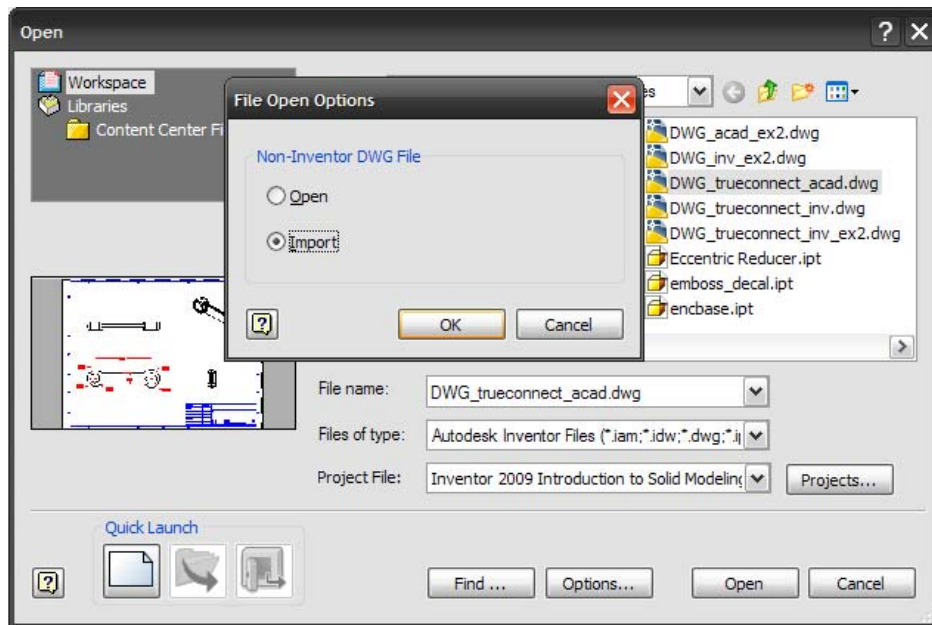 Open
?
Workspace
Libraries
Content Center Fi
File Open Options
Non-Inventor DWG File
Open
Import
OK
Cancel
es
DWG_acad_ex2.dwg
DWG_inv_ex2.dwg
DWG_trueconnect_acad.dwg
DWG_trueconnect_inv.dwg
DWG_trueconnect_inv_ex2.dwg
Eccentric Reducer.ipt
emboss_decal.ipt
encbase.ipt
File name: DWG_trueconnect_acad.dwg
Files of type: Autodesk Inventor Files (*.iam;*.idw;*.dwg;*.i
Project File: Inventor 2009 Introduction to Solid Modeling Projects...
Quick Launch
Find ... Options... Open Cancel